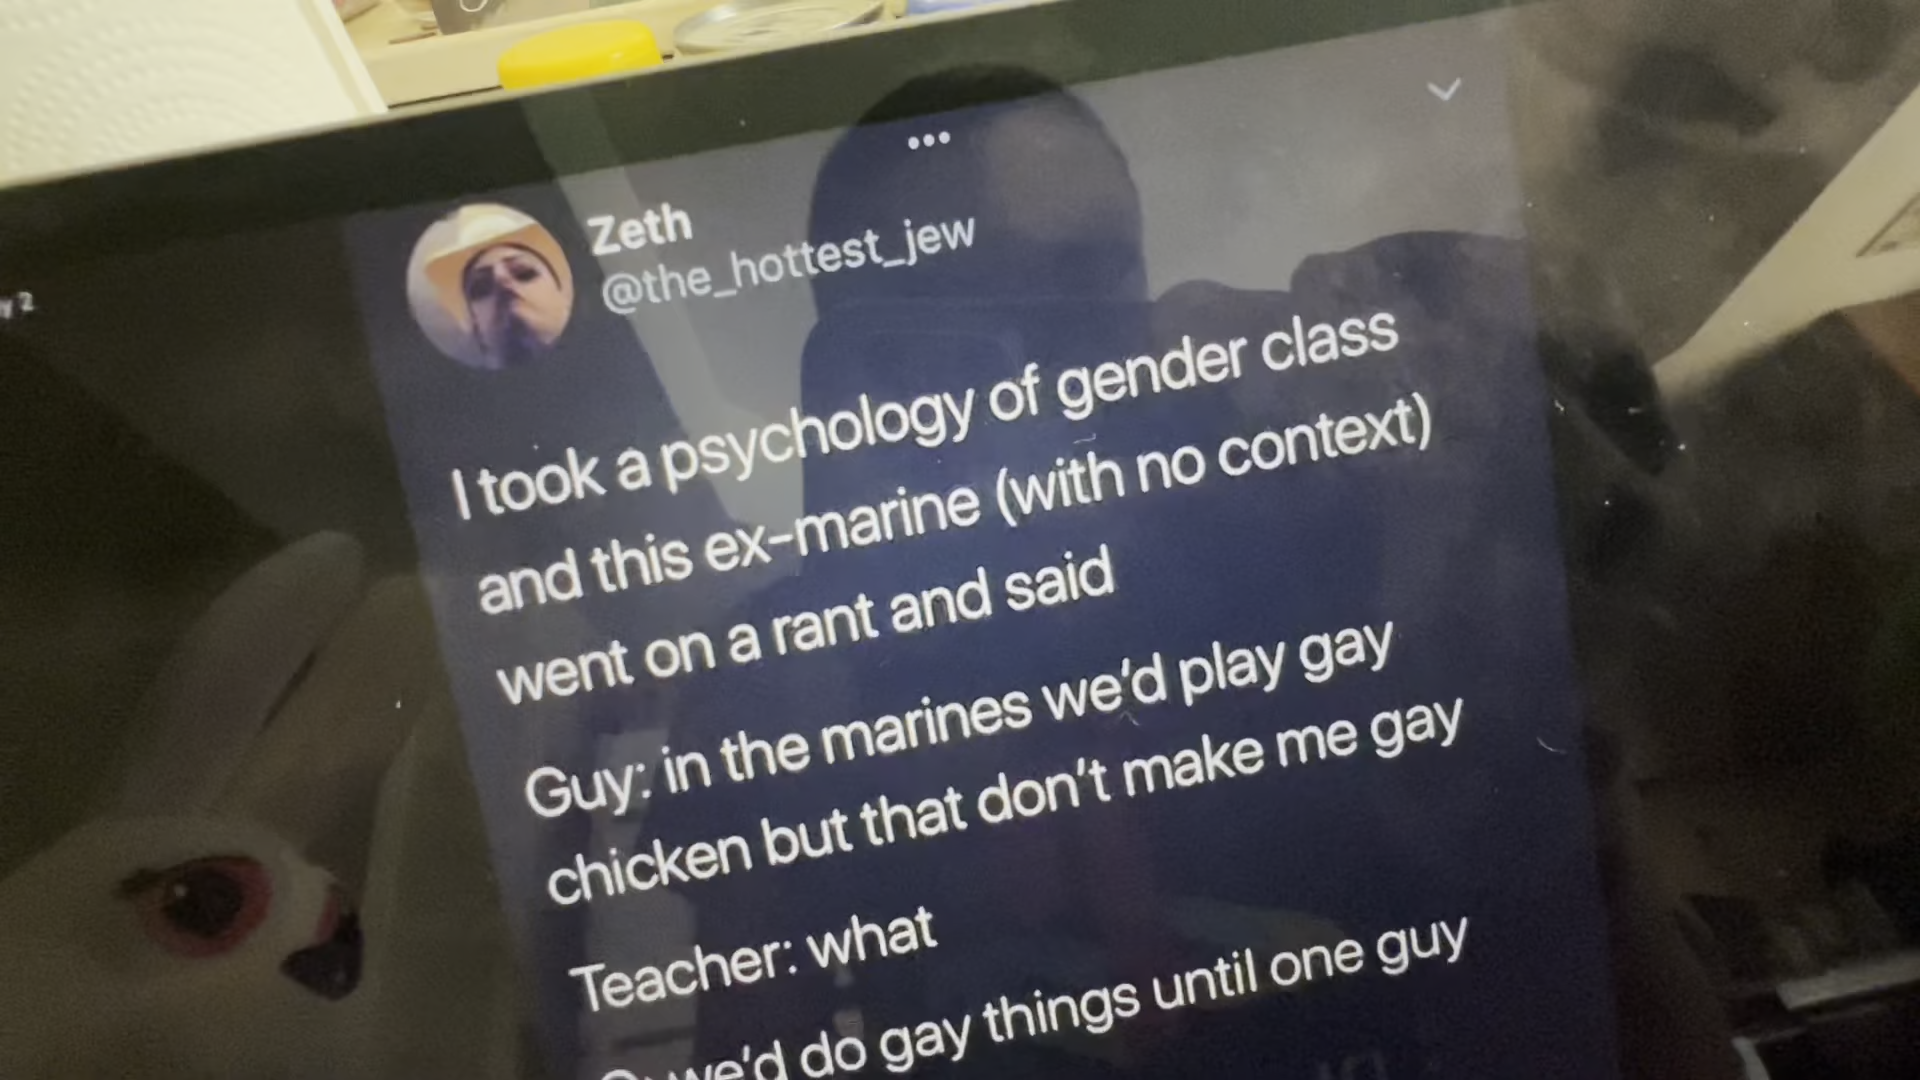 y 2
Zeth
@the_hottest_jew
I took a psychology of gender class
and this ex-marine (with no context)
went on a rant and said
Guy: in the marines we'd play gay
chicken but that don't make me gay
Teacher: what
we'd do gay things until one guy